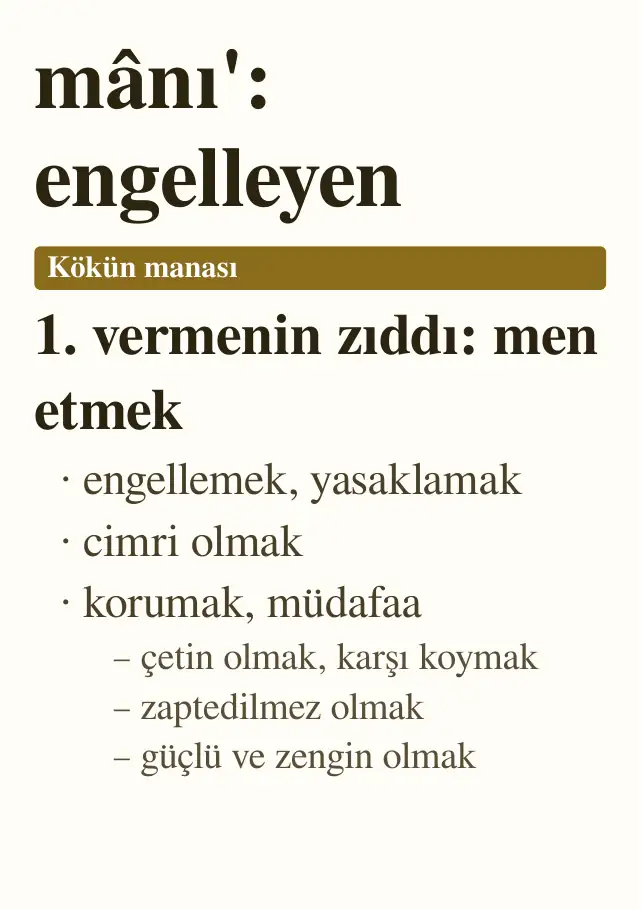 mânı':
engelleyen
Kökün manası
1. vermenin zıddı: men
etmek
· engellemek, yasaklamak
· cimri olmak
· korumak, müdafaa
– çetin olmak, karşı koymak
– zaptedilmez olmak
– güçlü ve zengin olmak